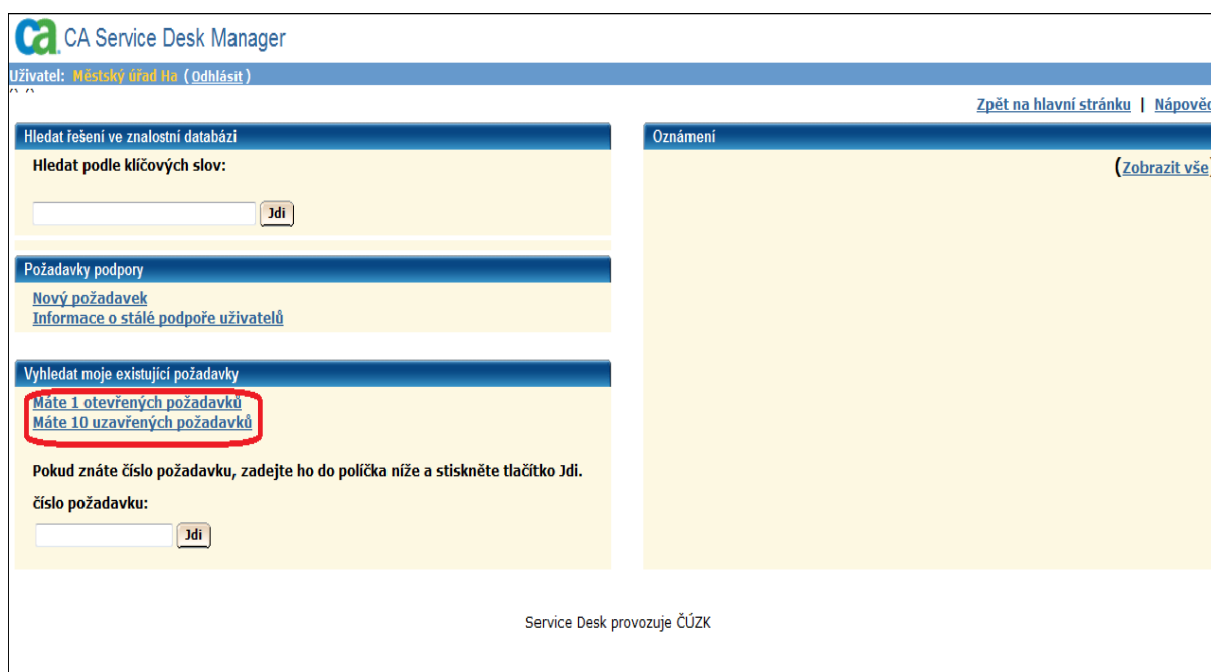 ca CA Service Desk Manager
Uživatel: Městský úřad Ha (Odhlásit)
Zpět na hlavní stránku | Nápověd
Hledat řešení ve znalostní databázi
Hledat podle klíčových slov:
Jdi
Požadavky podpory
Nový požadavek
Informace o stálé podpoře uživatelů
Vyhledat moje existující požadavky
Máte 1 otevřených požadavků
Máte 10 uzavřených požadavků
Pokud znáte číslo požadavku, zadejte ho do políčka níže a stiskněte tlačítko Jdi.
číslo požadavku:
Jdi
Oznámení
(Zobrazit vše)
Service Desk provozuje ČÚZK